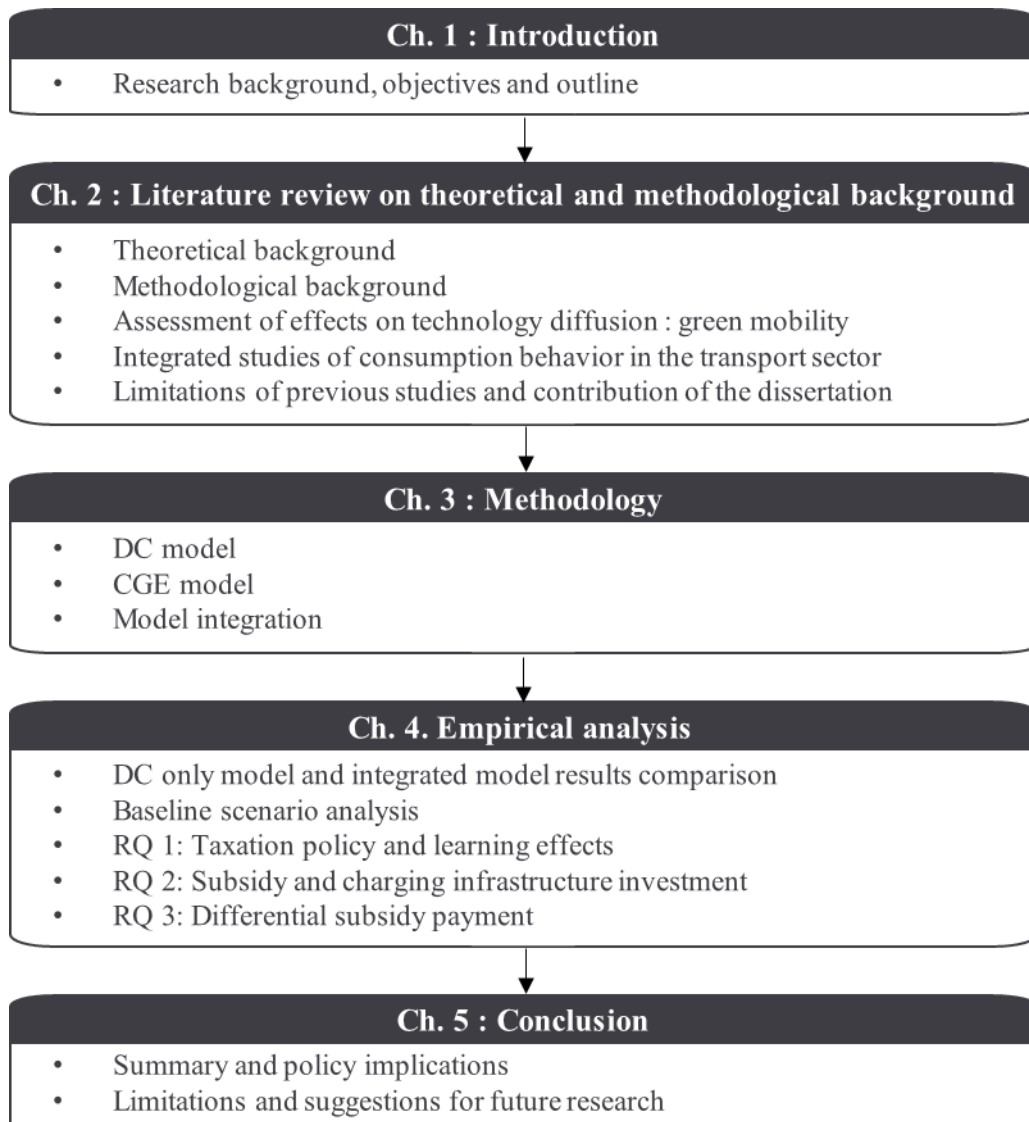 Ch. 1 : Introduction
• Research background, objectives and outline
Ch. 2 : Literature review on theoretical and methodological background
• Theoretical background
• Methodological background
• Assessment of effects on technology diffusion : green mobility
• Integrated studies of consumption behavior in the transport sector
• Limitations of previous studies and contribution of the dissertation
Ch. 3 : Methodology
• DC model
• CGE model
• Model integration
Ch. 4. Empirical analysis
• DC only model and integrated model results comparison
• Baseline scenario analysis
• RQ 1: Taxation policy and learning effects
• RQ 2: Subsidy and charging infrastructure investment
• RQ 3: Differential subsidy payment
Ch. 5 : Conclusion
• Summary and policy implications
• Limitations and suggestions for future research